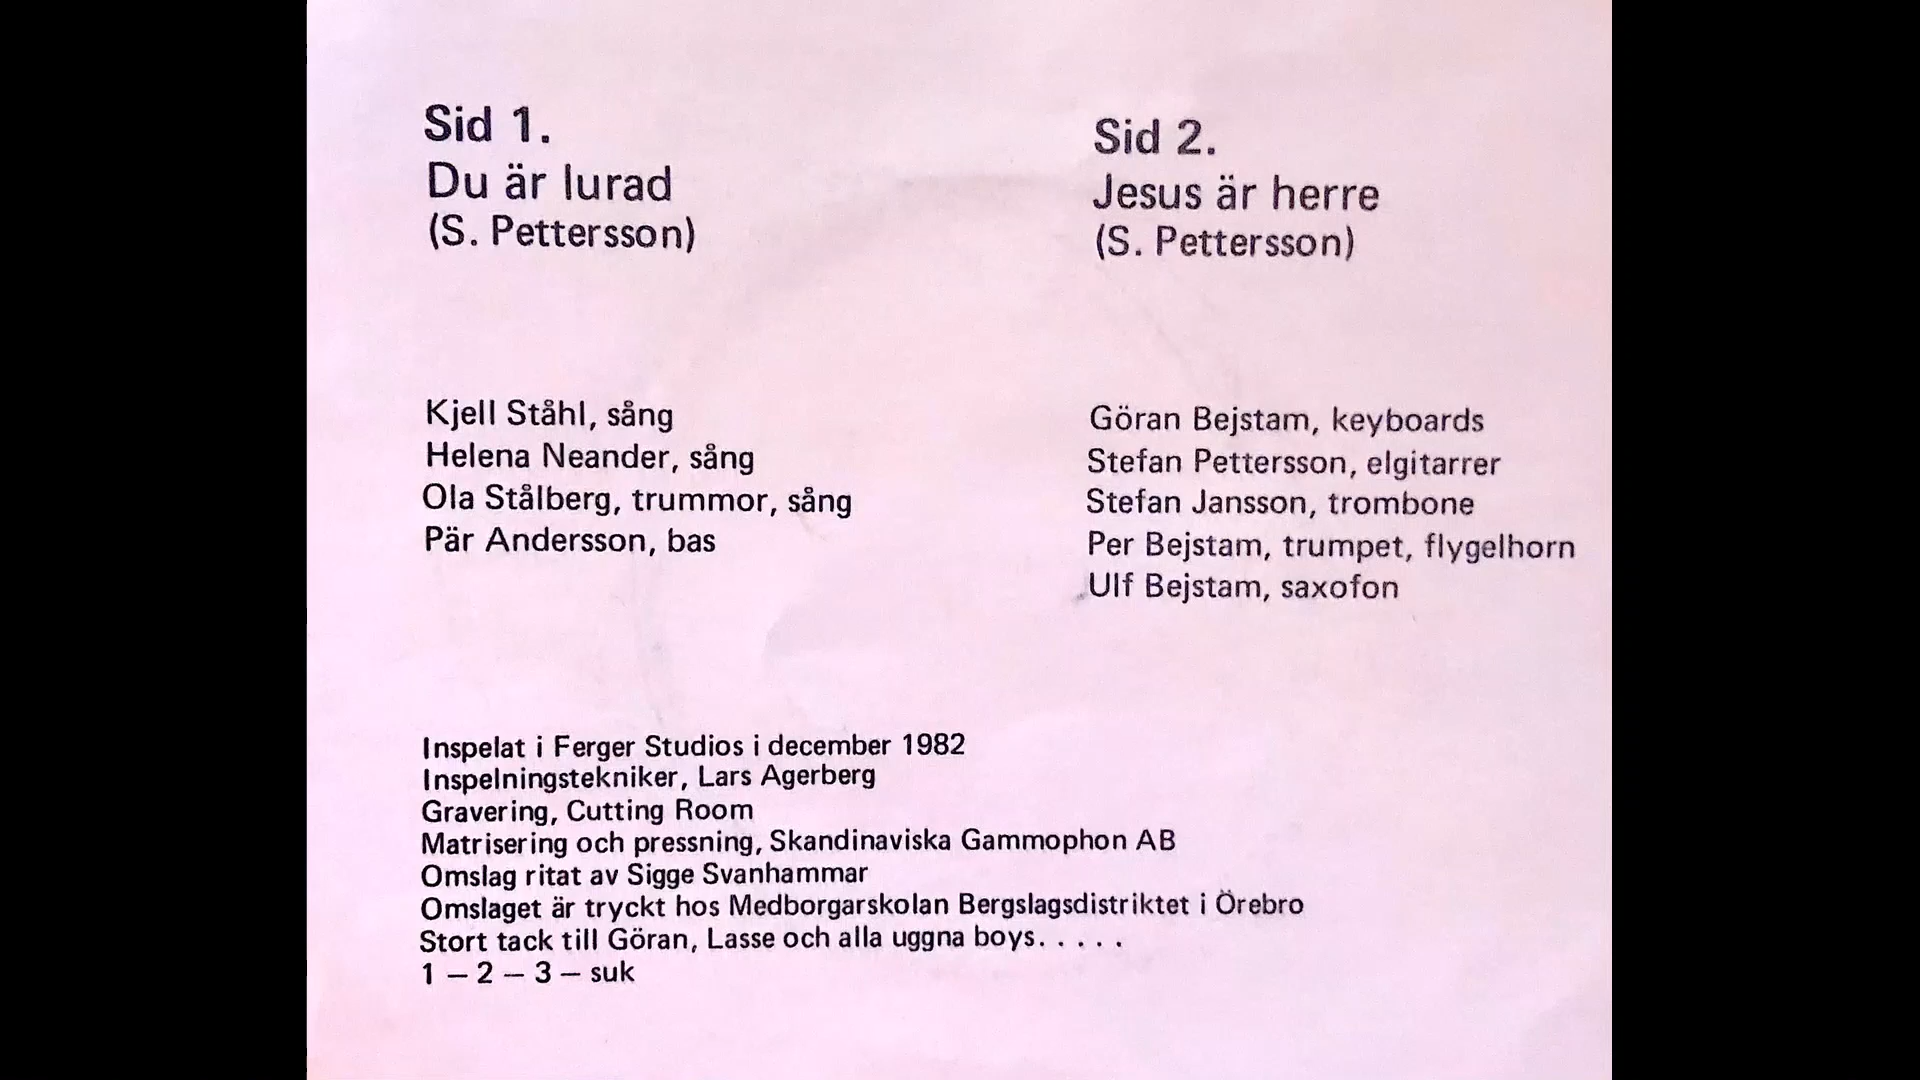 Sid 1.
Du är lurad
(S. Pettersson)
Sid 2.
Jesus är herre
(S. Pettersson)
Kjell Ståhl, sång
Helena Neander, sång
Ola Stålberg, trummor, sång
Pär Andersson, bas
Göran Bejstam, keyboards
Stefan Pettersson, elgitarrer
Stefan Jansson, trombone
Per Bejstam, trumpet, flygelhorn
Ulf Bejstam, saxofon
Inspelat i Ferger Studios i december 1982
Inspelningstekniker, Lars Agerberg
Gravering, Cutting Room
Matrisering och pressning, Skandinaviska Gammophon AB
Omslag ritat av Sigge Svanhammar
Omslaget är tryckt hos Medborgarskolan Bergslagsdistriktet i Örebro
Stort tack till Göran, Lasse och alla uggna boys. . . . .
1 – 2 – 3 – suk